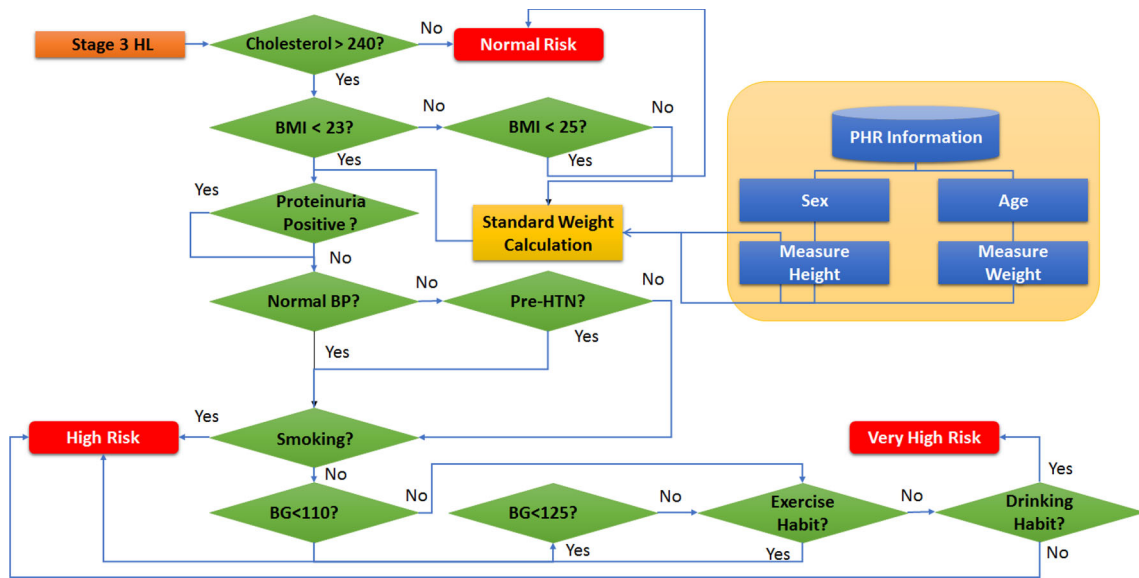 Stage 3 HL
Cholesterol > 240?
No
Normal Risk
Yes
BMI < 23?
No
BMI < 25?
No
Yes
Yes
PHR Information
Sex
Age
Measure
Height
Measure
Weight
Yes
Proteinuria
Positive ?
No
Standard Weight
Calculation
Normal BP?
No
Pre-HTN?
No
Yes
Yes
High Risk
Yes
Smoking?
No
Very High Risk
Yes
BG<110?
No
BG<125?
No
Yes
Exercise
Habit?
No
Yes
Drinking
Habit?
No